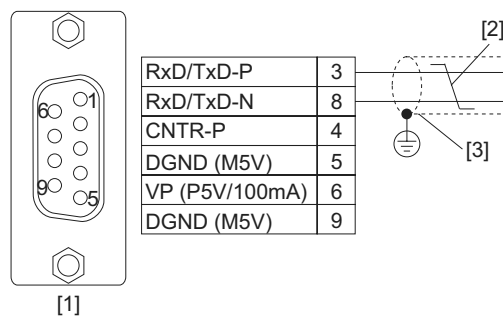 [2]
1
6
9
5
RxD/TxD-P 3
RxD/TxD-N 8
CNTR-P 4
DGND (M5V) 5
VP (P5V/100mA) 6
DGND (M5V) 9
[3]
[1]